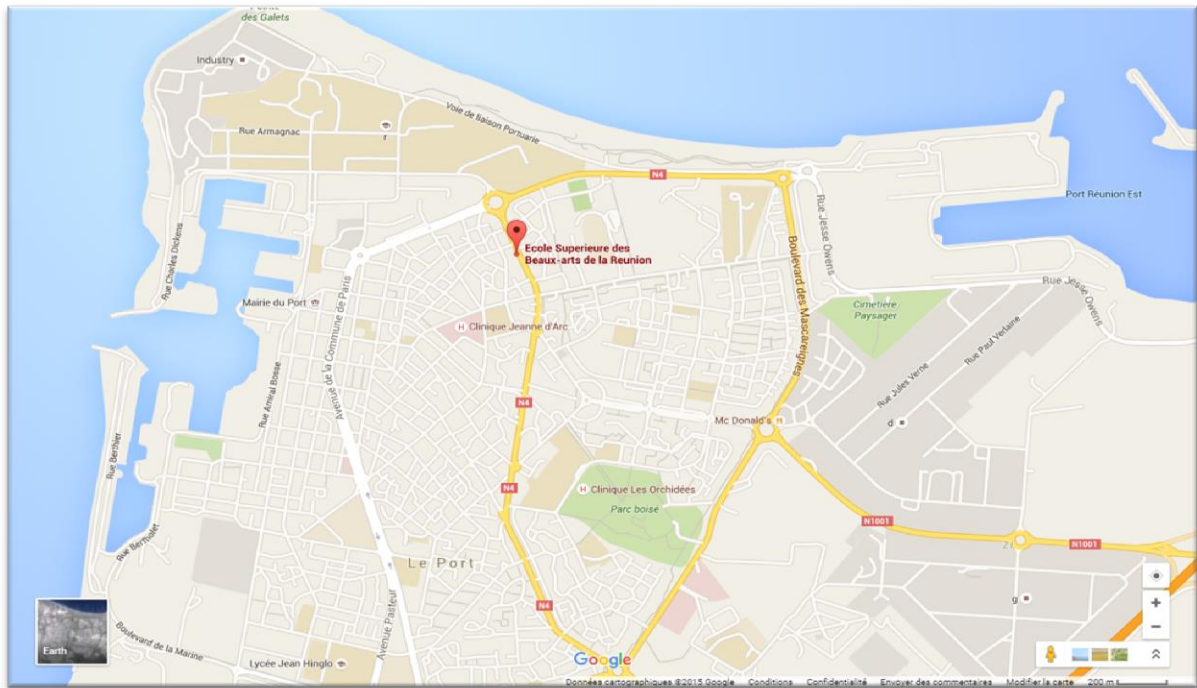 Pointe
des Galets
Industry
Voie de liaison Portuarie
Rue Armagnac
r
N4
Port Réunion Est
Rue Jesse Owens
Ecole Superieure des
Beaux-arts de la Reunion
Boulevard des Mascareignes
Rue Charles Dickens
Rue Jesse Owens
Mairie du Port
Cimetière
Paysager
Clinique Jeanne d'Arc
Avenue de la Commune de Paris
Rue Paul Verlaine
Rue Jules Verne
Rue Amiral Bosse
N4
Mc Donald's
d
Rue Berthier
N4
Clinique Les Orchidées
Parc boisé
N1001
N1001
Rue Berthollet
Le Port
g
N4
Avenue Pasteur
Boulevard de la Marine
Earth
Lycée Jean Hinglo
Google
Données cartographiques ©2015 Google Conditions Confidentialité Envoyer des commentaires Modifier la carte 200 m